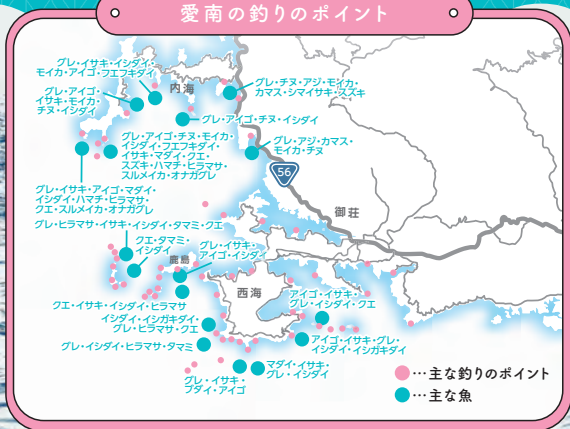 愛南の釣りのポイント
グレ・イサキ・イシダイ・
モイカ・アイゴ・フエフキダイ
グレ・アイゴ・
イサキ・モイカ・
チヌ・イシダイ
内海
グレ・チヌ・アジ・モイカ・
カマス・シマイサキ・スズキ
グレ・アイゴ・チヌ・イシダイ
グレ・アイゴ・チヌ・モイカ・
イシダイ・フエフキダイ・
イサキ・マダイ・クエ・
スズキ・ハマチ・ヒラマサ・
スルメイカ・オナガグレ
グレ・アジ・カマス・
モイカ・チヌ
56
グレ・イサキ・アイゴ・マダイ・
イシダイ・ハマチ・ヒラマサ・
クエ・スルメイカ・オナガグレ
御荘
グレ・ヒラマサ・イサキ・イシダイ・タマミ・クエ
クエ・タマミ・
イシダイ
グレ・イサキ・
アイゴ・イシダイ
鹿島
西海
アイゴ・イサキ・
グレ・イシダイ・クエ
クエ・イサキ・イシダイ・ヒラマサ
イシダイ・イシガキダイ・
グレ・ヒラマサ・クエ
グレ・イシダイ・ヒラマサ・タマミ
アイゴ・イサキ・グレ・
イシダイ・イシガキダイ
マダイ・イサキ・
グレ・イシダイ
グレ・イサキ・
ブダイ・アイゴ
…主な釣りのポイント
…主な魚